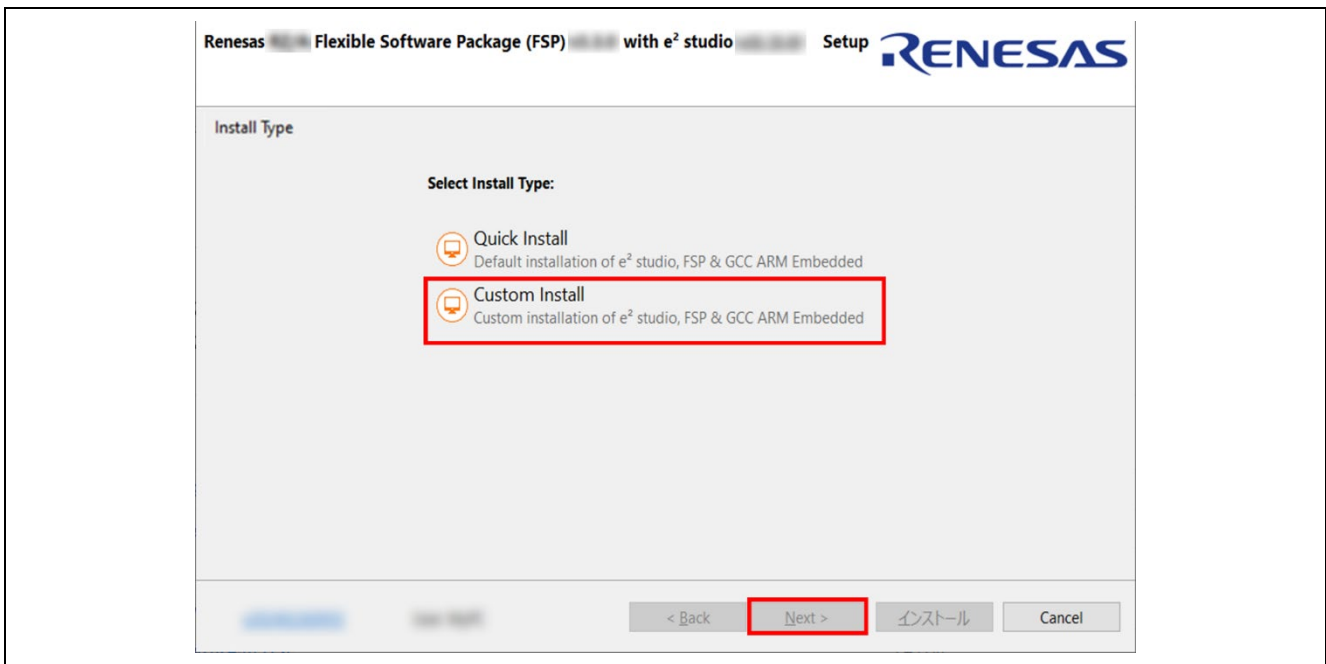 Renesas Flexible Software Package (FSP) with e² studio Setup
RENESAS
Install Type
Select Install Type:
Quick Install
Default installation of e² studio, FSP & GCC ARM Embedded
Custom Install
Custom installation of e² studio, FSP & GCC ARM Embedded
< Back
Next >
インストール
Cancel